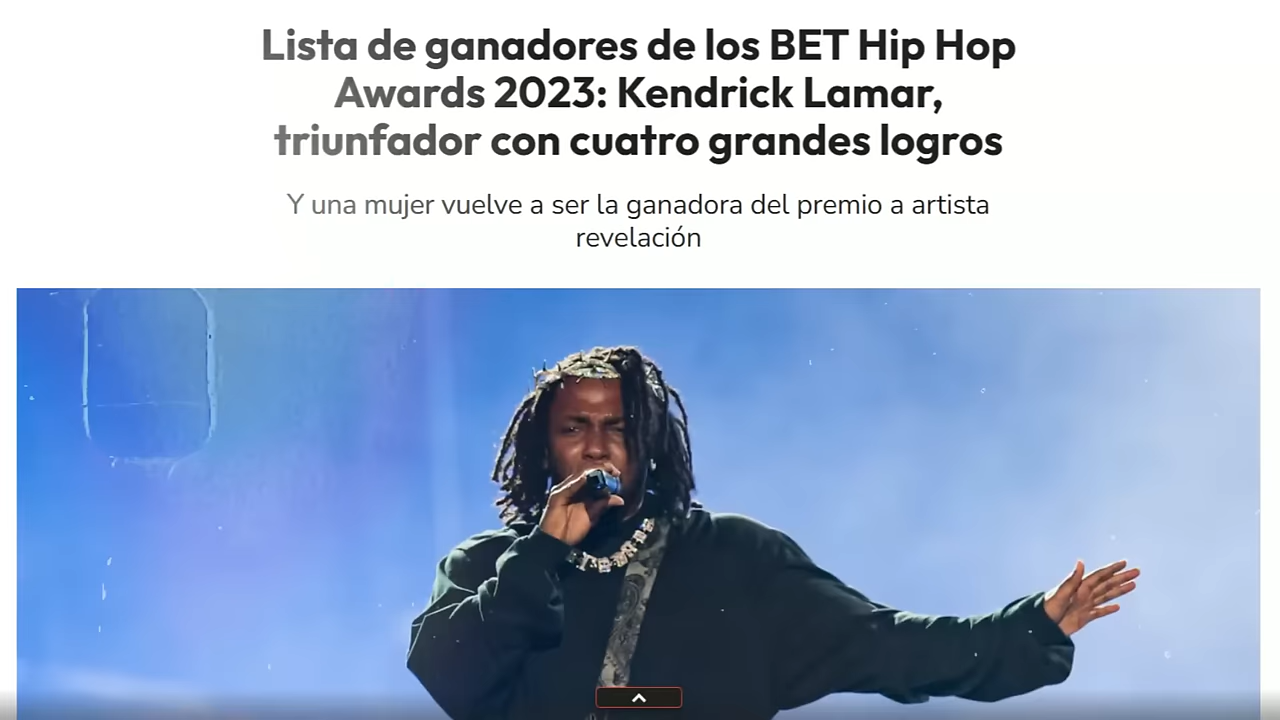 Lista de ganadores de los BET Hip Hop
Awards 2023: Kendrick Lamar,
triunfador con cuatro grandes logros
Y una mujer vuelve a ser la ganadora del premio a artista
revelación